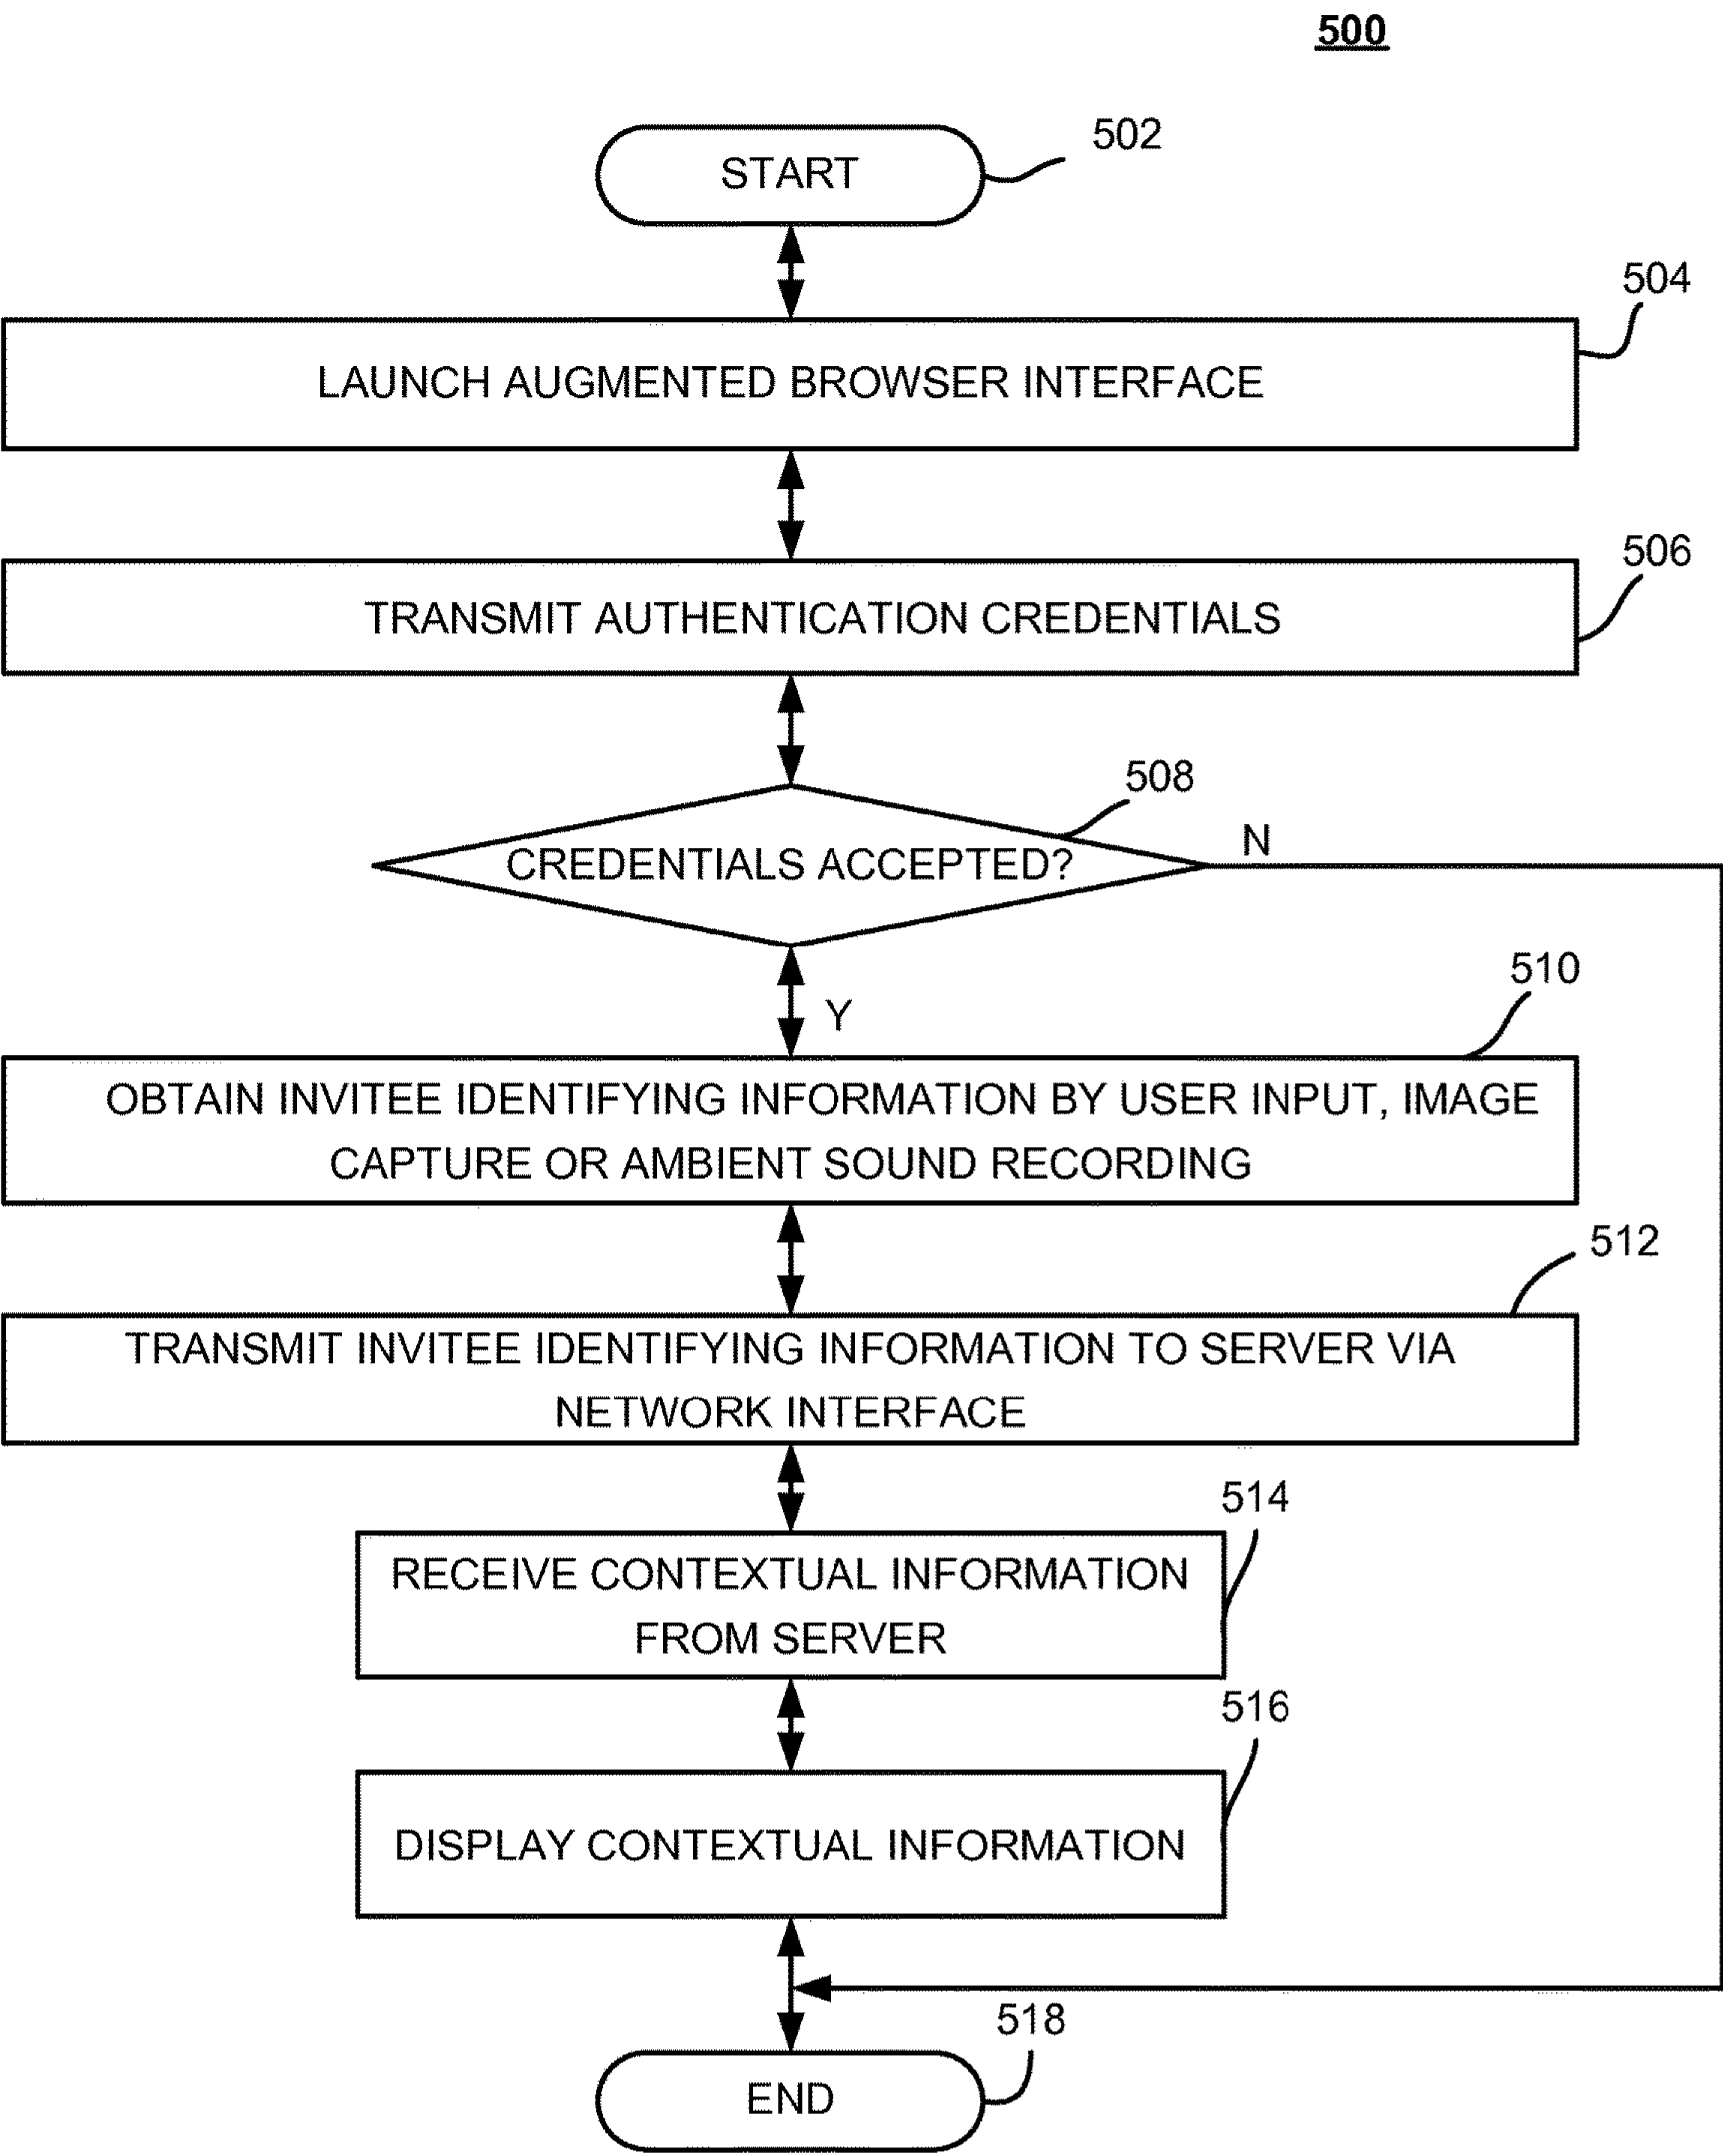 500
START
502
504
LAUNCH AUGMENTED BROWSER INTERFACE
506
TRANSMIT AUTHENTICATION CREDENTIALS
508
CREDENTIALS ACCEPTED?
N
Y
510
OBTAIN INVITEE IDENTIFYING INFORMATION BY USER INPUT, IMAGE
CAPTURE OR AMBIENT SOUND RECORDING
512
TRANSMIT INVITEE IDENTIFYING INFORMATION TO SERVER VIA
NETWORK INTERFACE
514
RECEIVE CONTEXTUAL INFORMATION
FROM SERVER
516
DISPLAY CONTEXTUAL INFORMATION
518
END